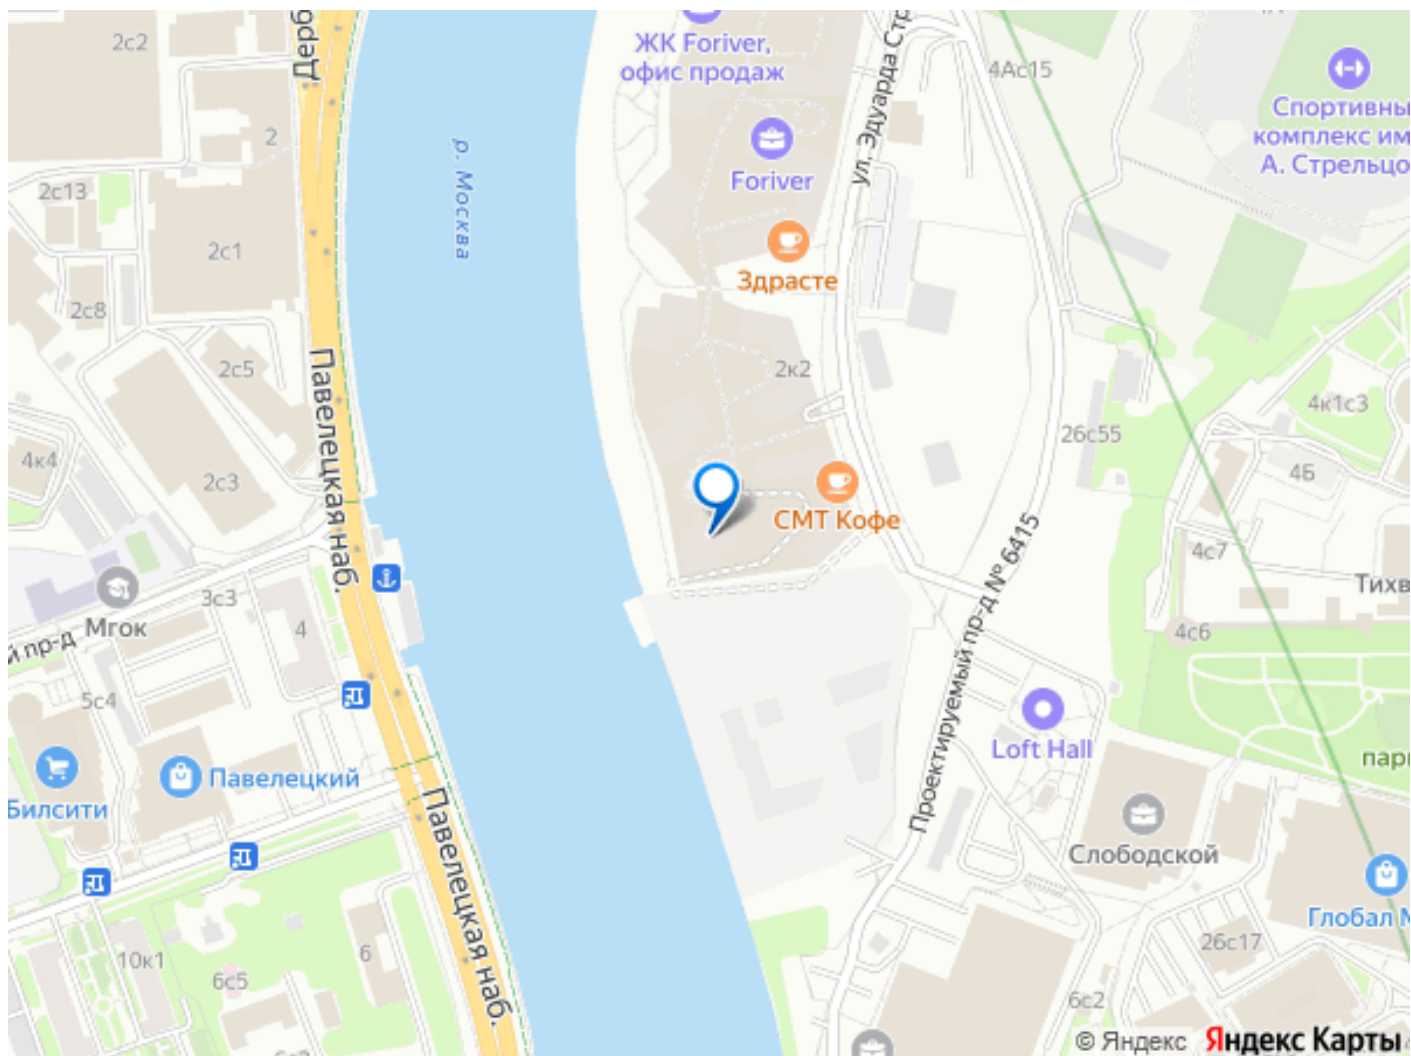 2с2
Дерб
ЖК Foriver,
офис продаж
ул. Эдуарда Стр
4Ас15
Спортивны
комплекс им
А. Стрельцо
2
р. Москва
Foriver
2с13
2с1
Здрасте
2с8
2с5
2к2
4к1с3
26с55
Павелецкая наб.
4к4
2с3
4Б
СМТ Кофе
4с7
Проектируемый пр-д № 6415
Тихв
3с3
Мгок
4
4с6
й пр-д
5с4
Loft Hall
парк
Павелецкий
Билсити
Павелецкая наб.
Слободской
Глобал М
26с17
10к1
6
6с5
6с2
© Яндекс Яндекс Карты